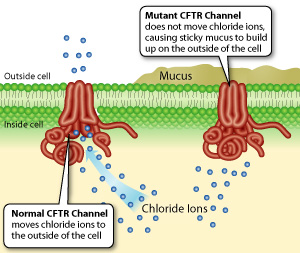 Mutant CFTR Channel
does not move chloride ions,
causing sticky mucus to build
up on the outside of the cell
Outside cell
Mucus
Inside cell
Normal CFTR Channel
moves chloride ions to
the outside of the cell
Chloride Ions